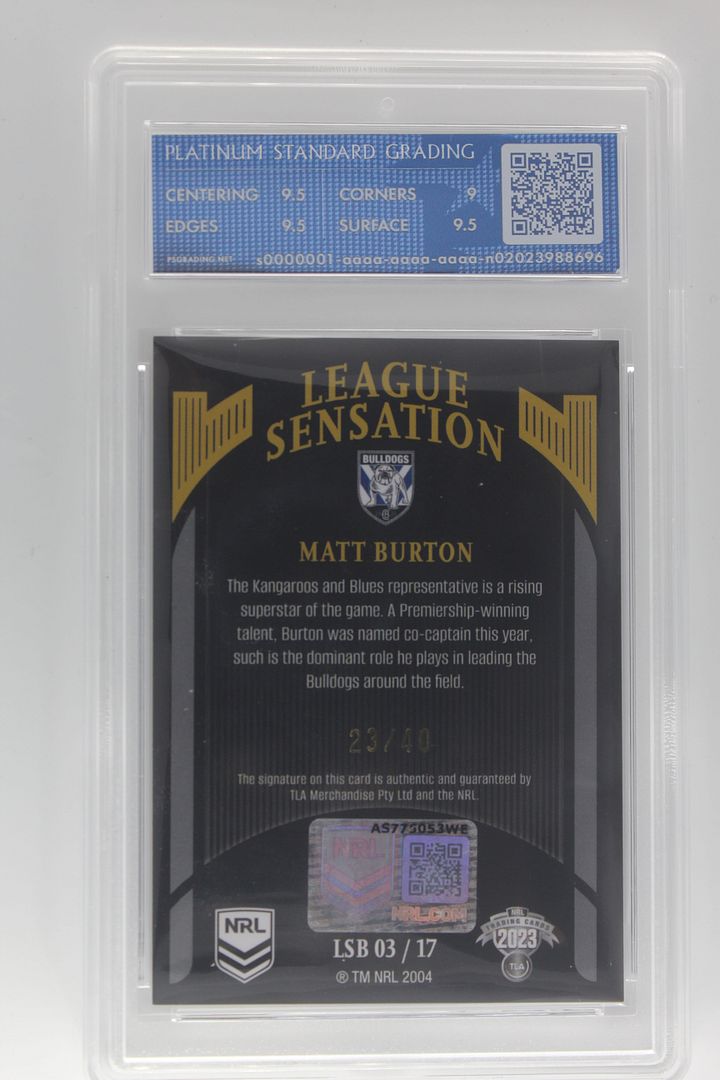 PLATINUM STANDARD GRADING
CENTERING 9.5 CORNERS 9
EDGES 9.5 SURFACE 9.5
PSGRADING.NET s0000001-aaaa-aaaa-aaaa-n02023988696
LEAGUE
SENSATION
BULLDOGS
MATT BURTON
The Kangaroos and Blues representative is a rising
superstar of the game. A Premiership-winning
talent, Burton was named co-captain this year,
such is the dominant role he plays in leading the
Bulldogs around the field.
23/40
The signature on this card is authentic and guaranteed by
TLA Merchandise Pty Ltd and the NRL.
AS775053WE
NRL
NRL.COM
NRL
LSB 03 / 17
® TM NRL 2004
NRL
TRADING CARDS
2023
TLA